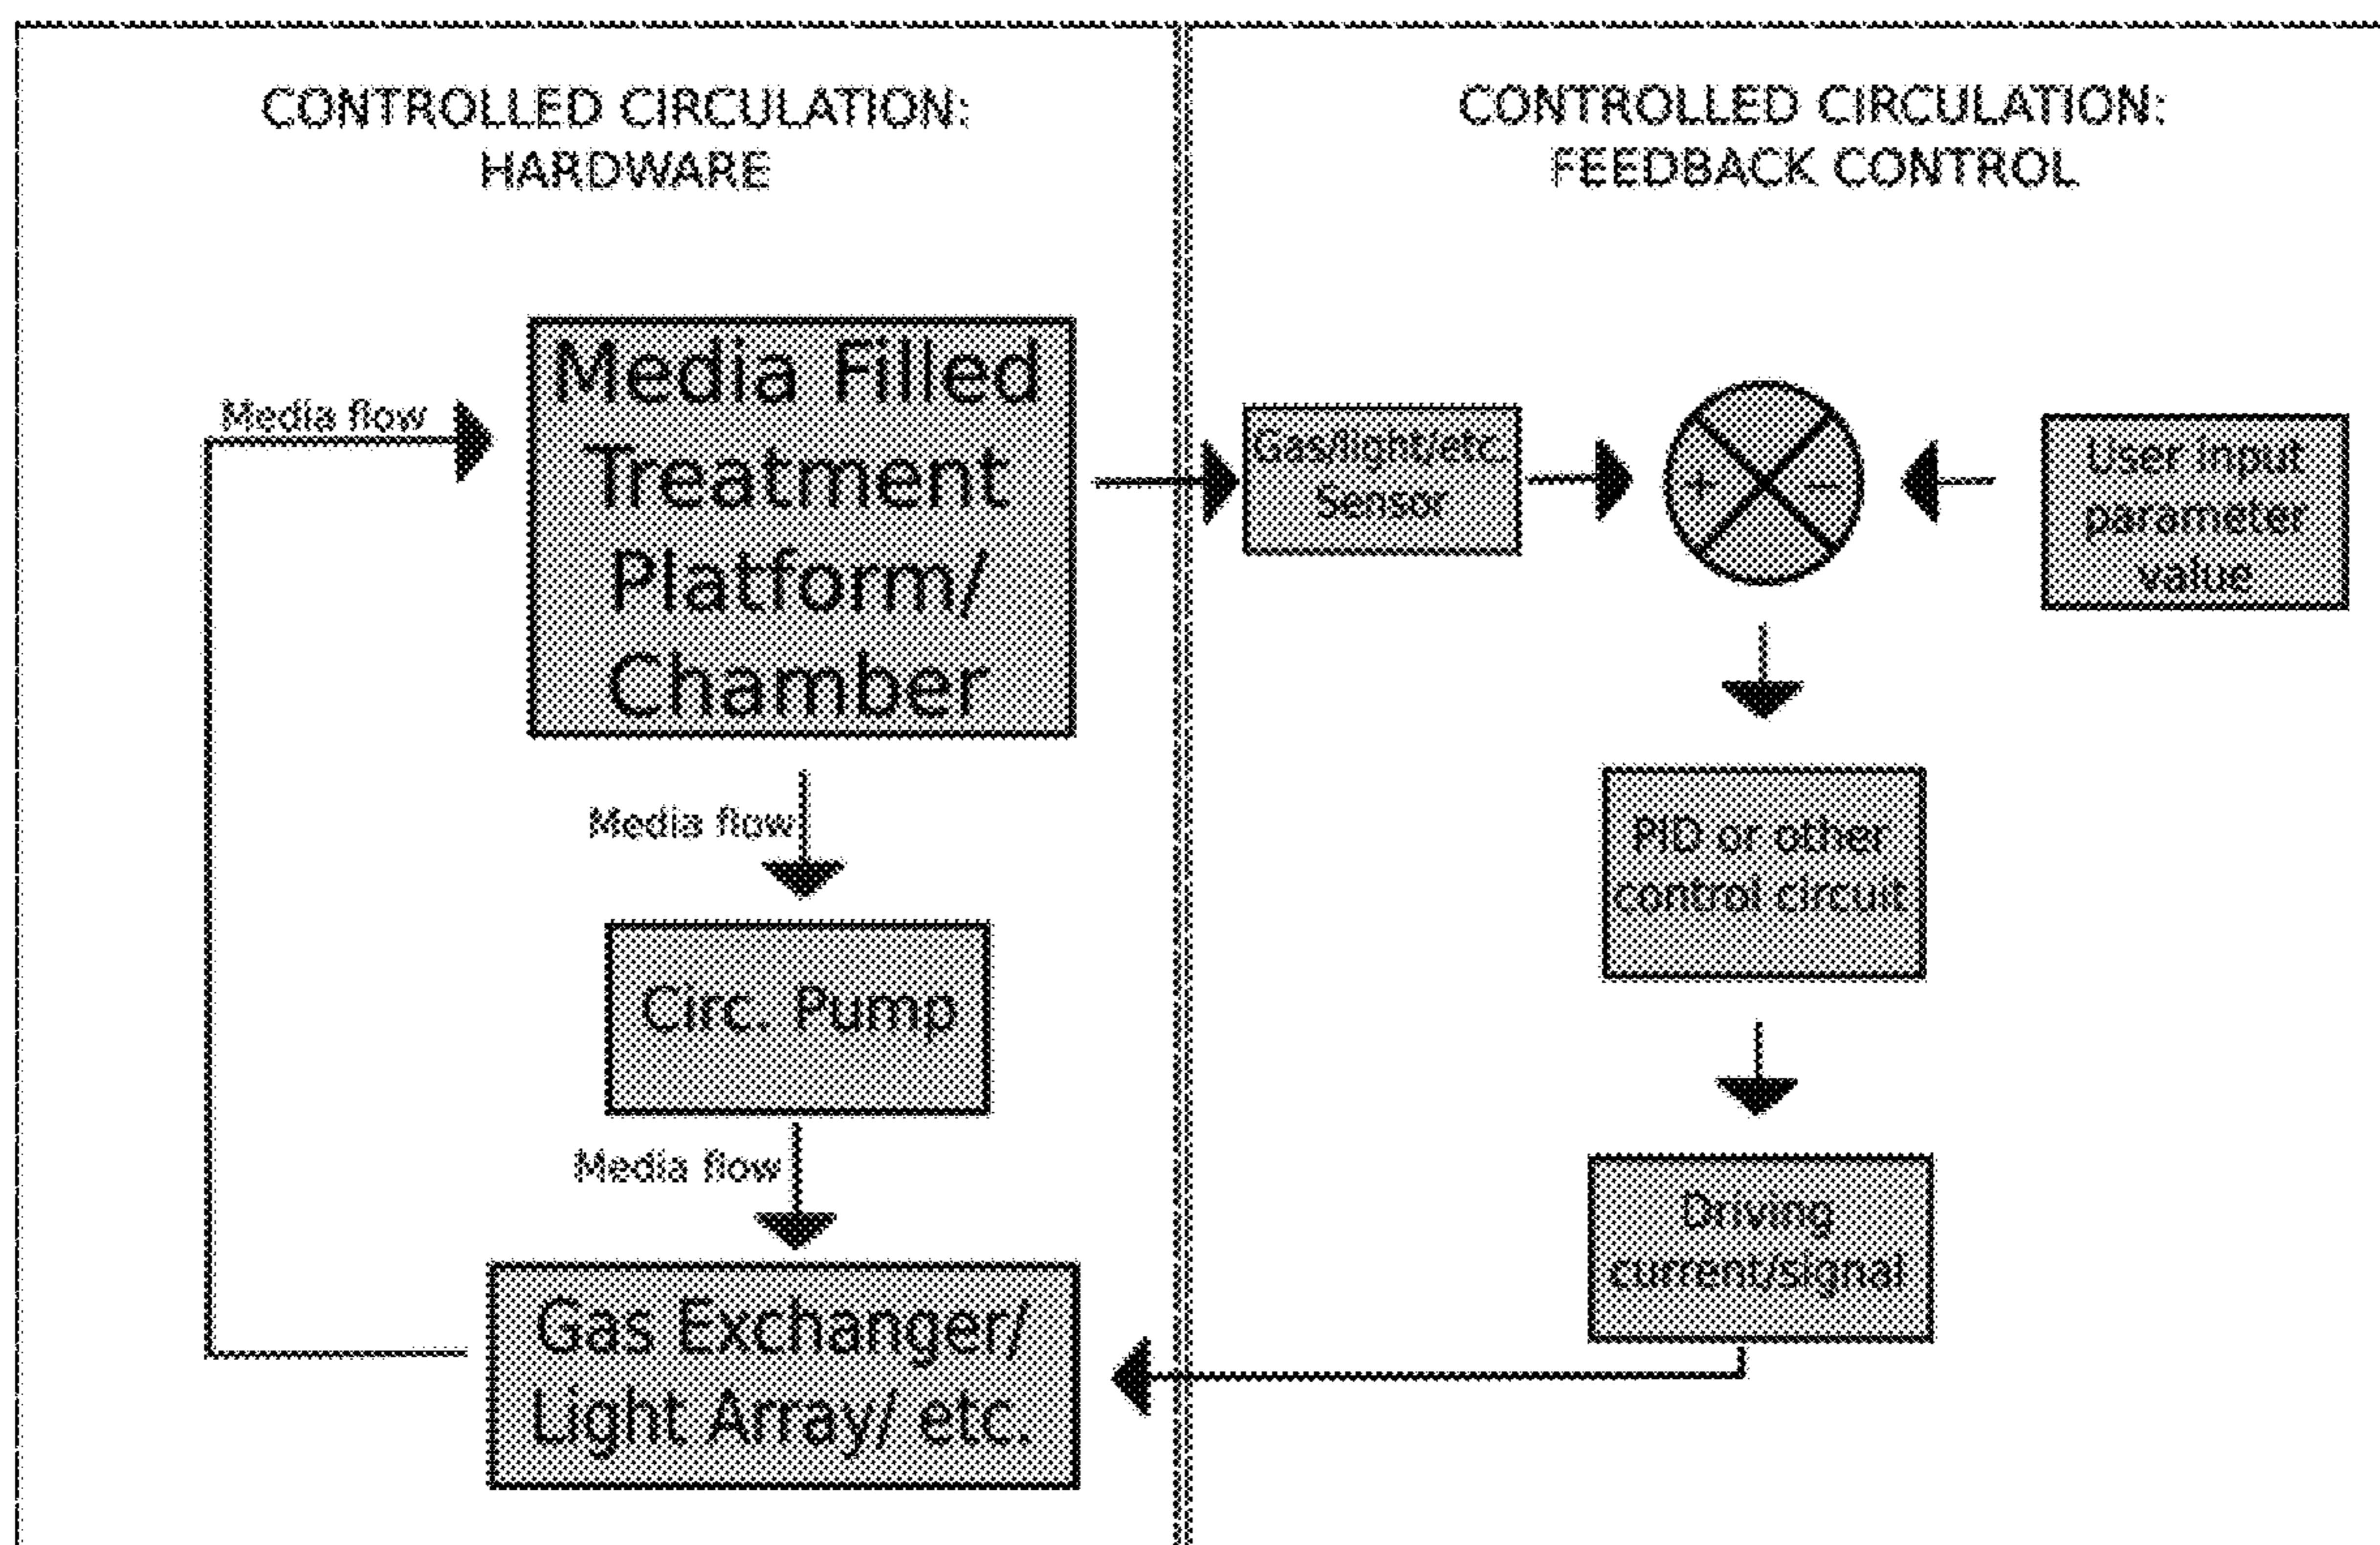 CONTROLLED CIRCULATION:
HARDWARE
Media flow
Media Filled
Treatment
Platform/
Chamber
Media flow
Circ. Pump
Media flow
Gas Exchanger/
Light Array/ etc.
CONTROLLED CIRCULATION:
FEEDBACK CONTROL
Gas/light/etc.
Sensor
+
−
User input
parameter
value
PID or other
control circuit
Driving
current/signal